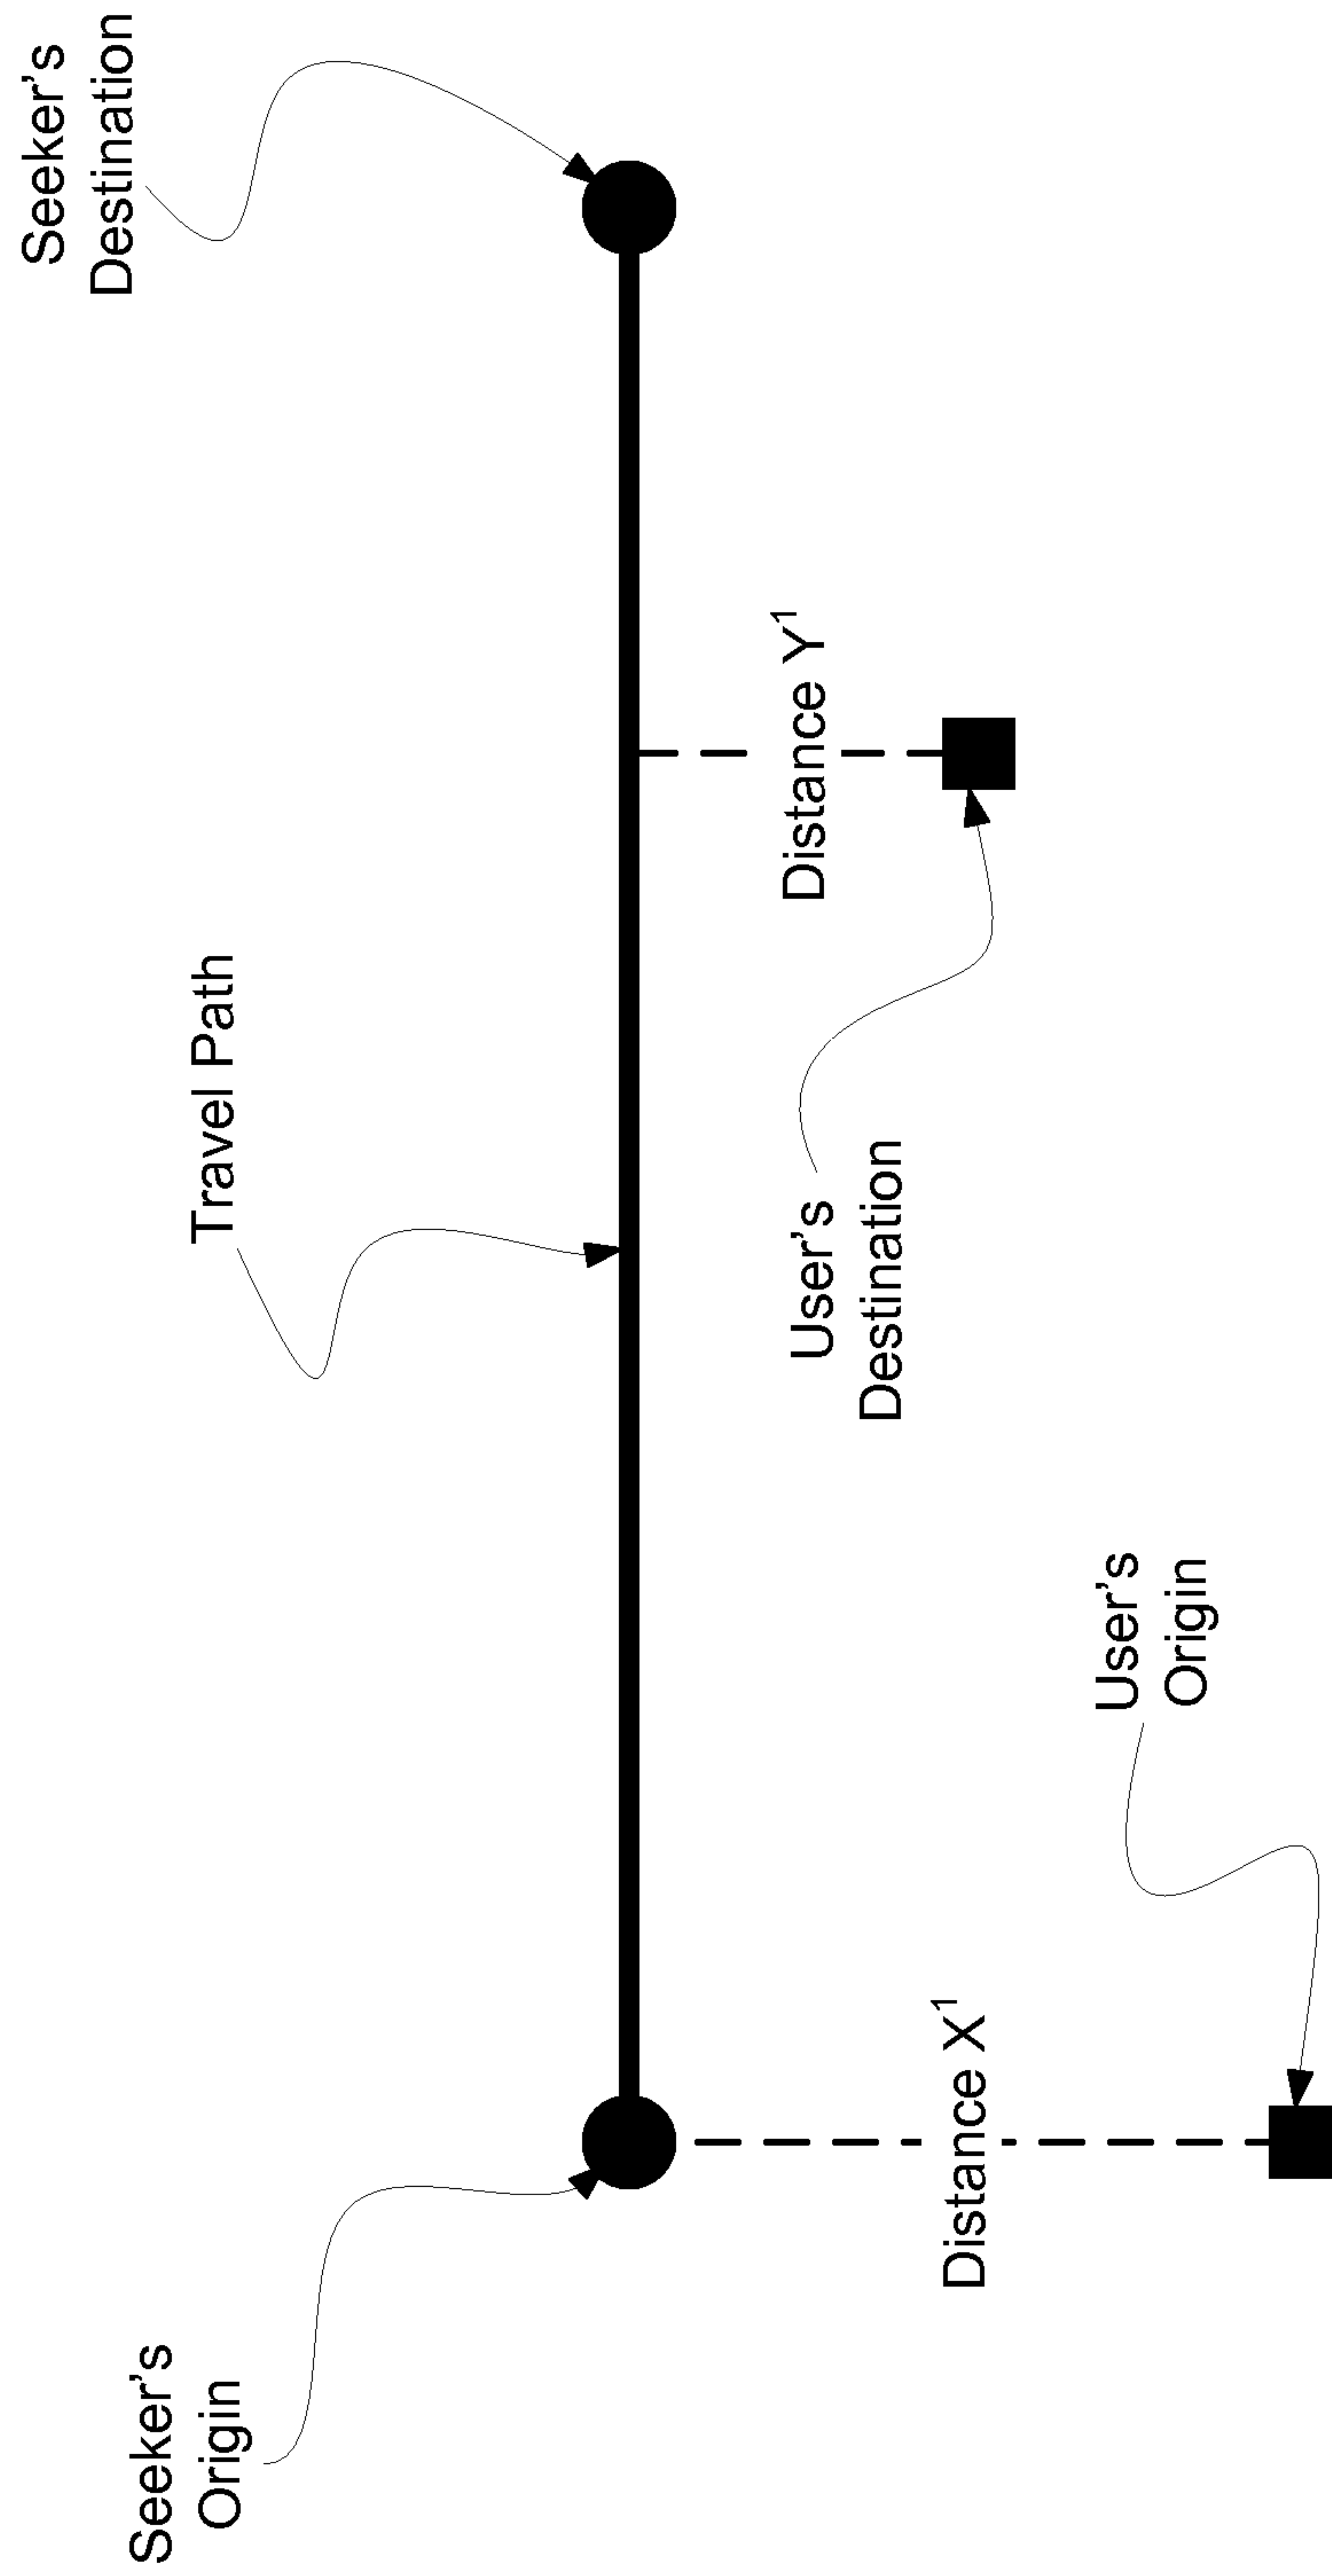 Seeker's
Origin
Travel Path
Seeker's
Destination
Distance X¹
User's
Origin
User's
Destination
Distance Y¹